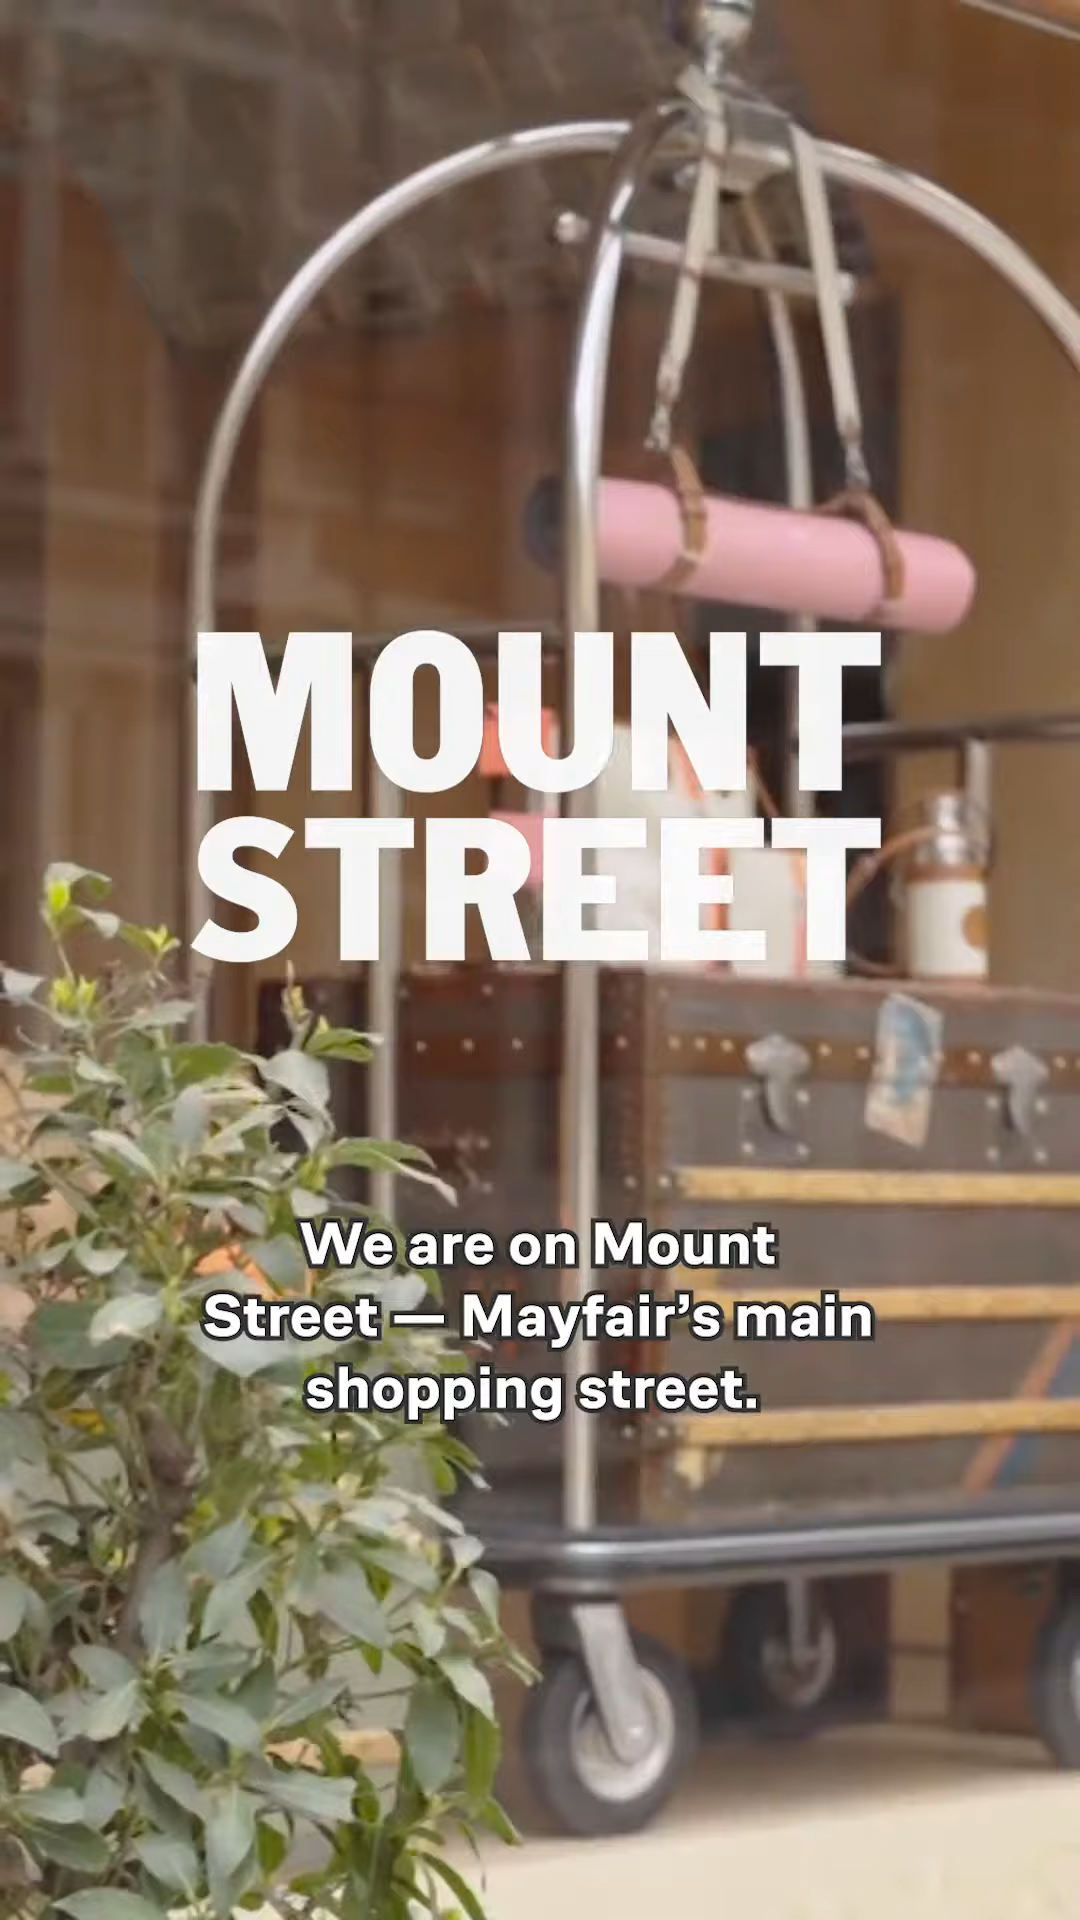 MOUNT
STREET
We are on Mount
Street — Mayfair’s main
shopping street.